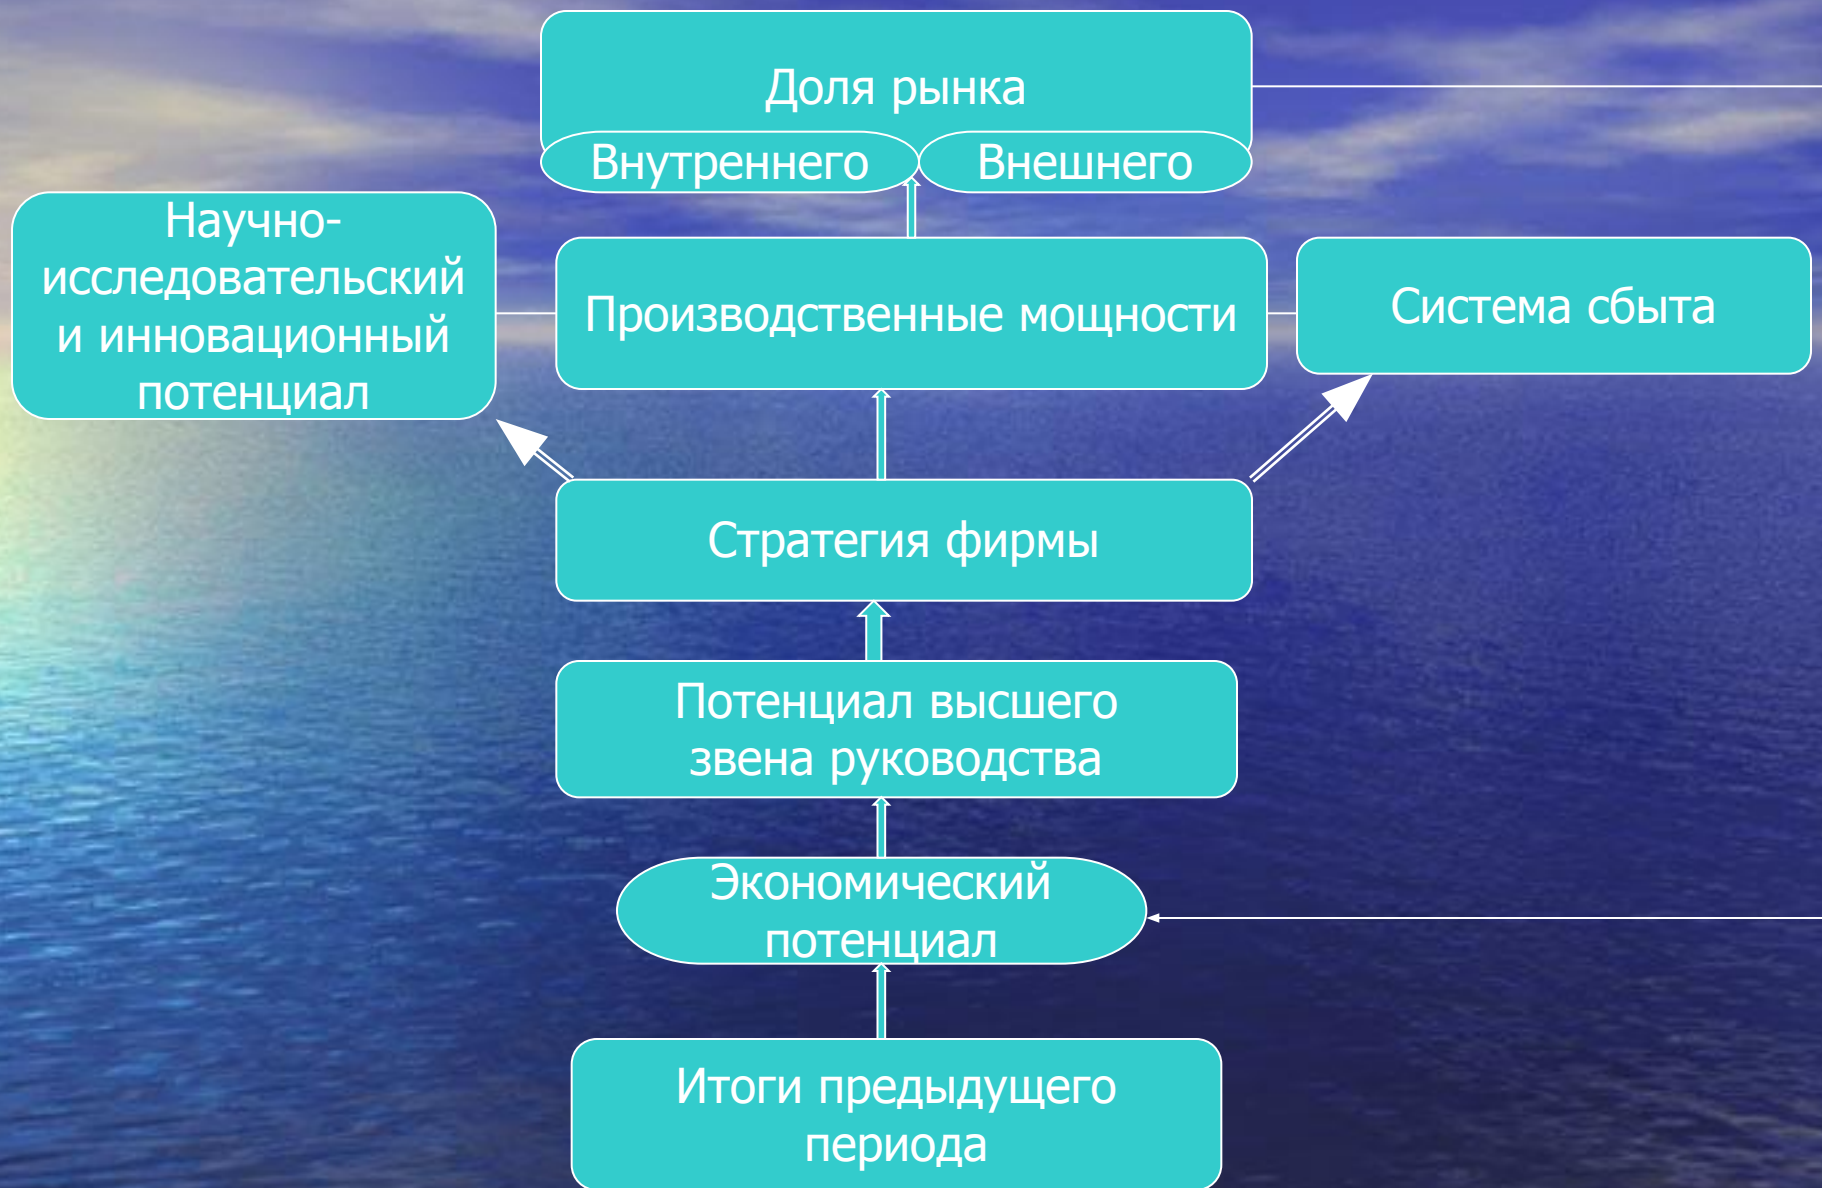 Доля рынка
Внутреннего
Внешнего
Научно-
исследовательский
и инновационный
потенциал
Производственные мощности
Система сбыта
Стратегия фирмы
Потенциал высшего
звена руководства
Экономический
потенциал
Итоги предыдущего
периода